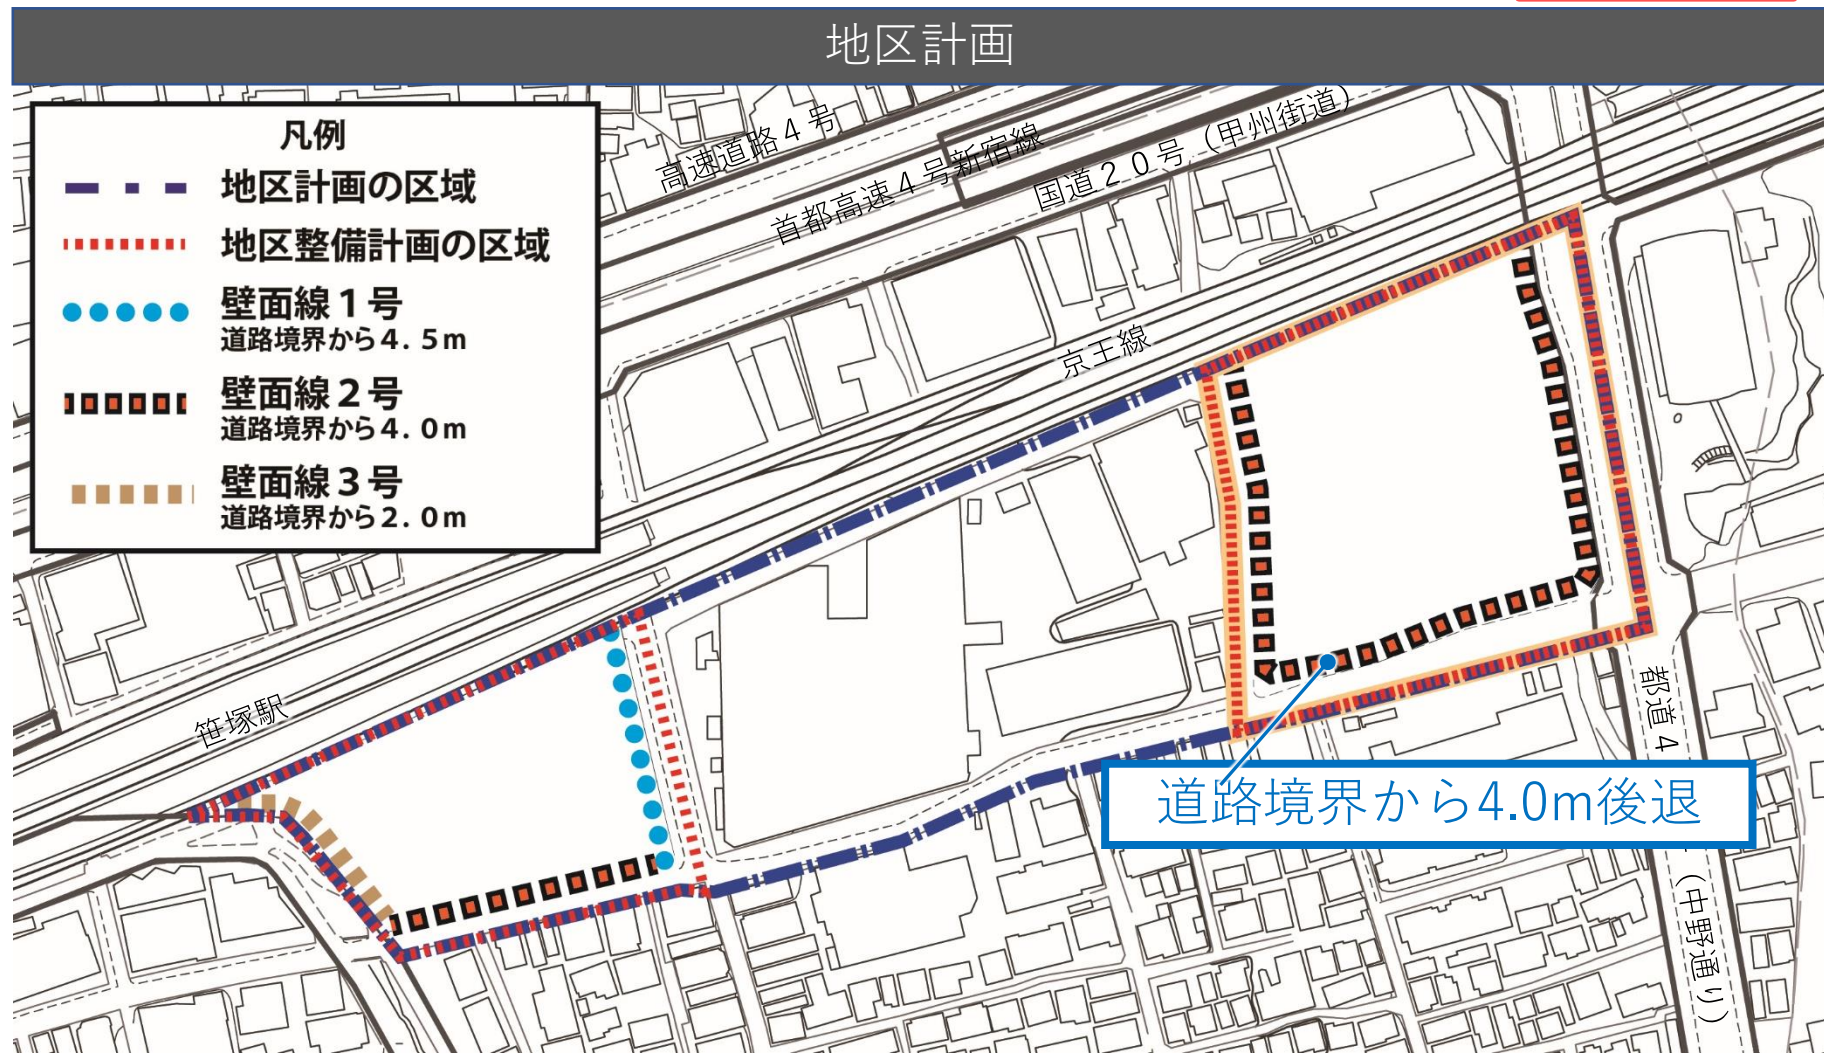 地区計画
凡例
地区計画の区域
地区整備計画の区域
壁面線1号
道路境界から4.5m
壁面線2号
道路境界から4.0m
壁面線3号
道路境界から2.0m
高速道路4号
首都高速4号新宿線
国道20号(甲州街道)
京王線
笹塚駅
都道4
(中野通り)
道路境界から4.0m後退